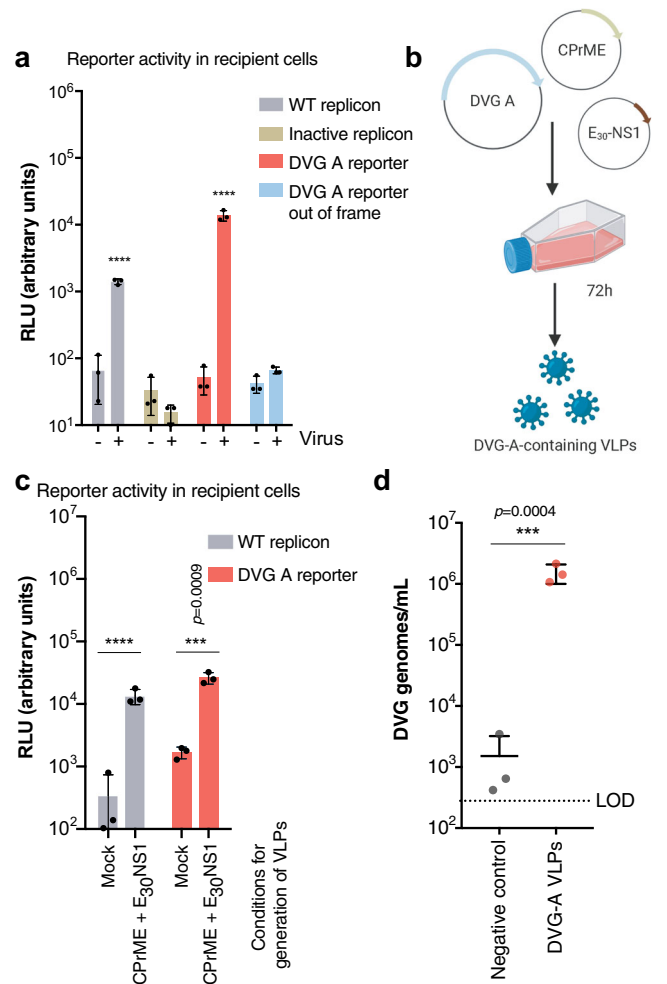 a
Reporter activity in recipient cells
RLU (arbitrary units)
10⁶
10⁵
10⁴
10³
10²
10¹
WT replicon
Inactive replicon
DVG A reporter
DVG A reporter
out of frame
****
****
- + - + - + - + Virus
b
CPrME
DVG A
E₃₀-NS1
72h
DVG-A-containing VLPs
c
Reporter activity in recipient cells
RLU (arbitrary units)
10⁷
10⁶
10⁵
10⁴
10³
10²
WT replicon
DVG A reporter
p=0.0009
****
***
Mock
CPrME + E₃₀NS1
Mock
CPrME + E₃₀NS1
Conditions for
generation of VLPs
d
p=0.0004
***
DVG genomes/mL
10⁷
10⁶
10⁵
10⁴
10³
10²
LOD
Negative control
DVG-A VLPs